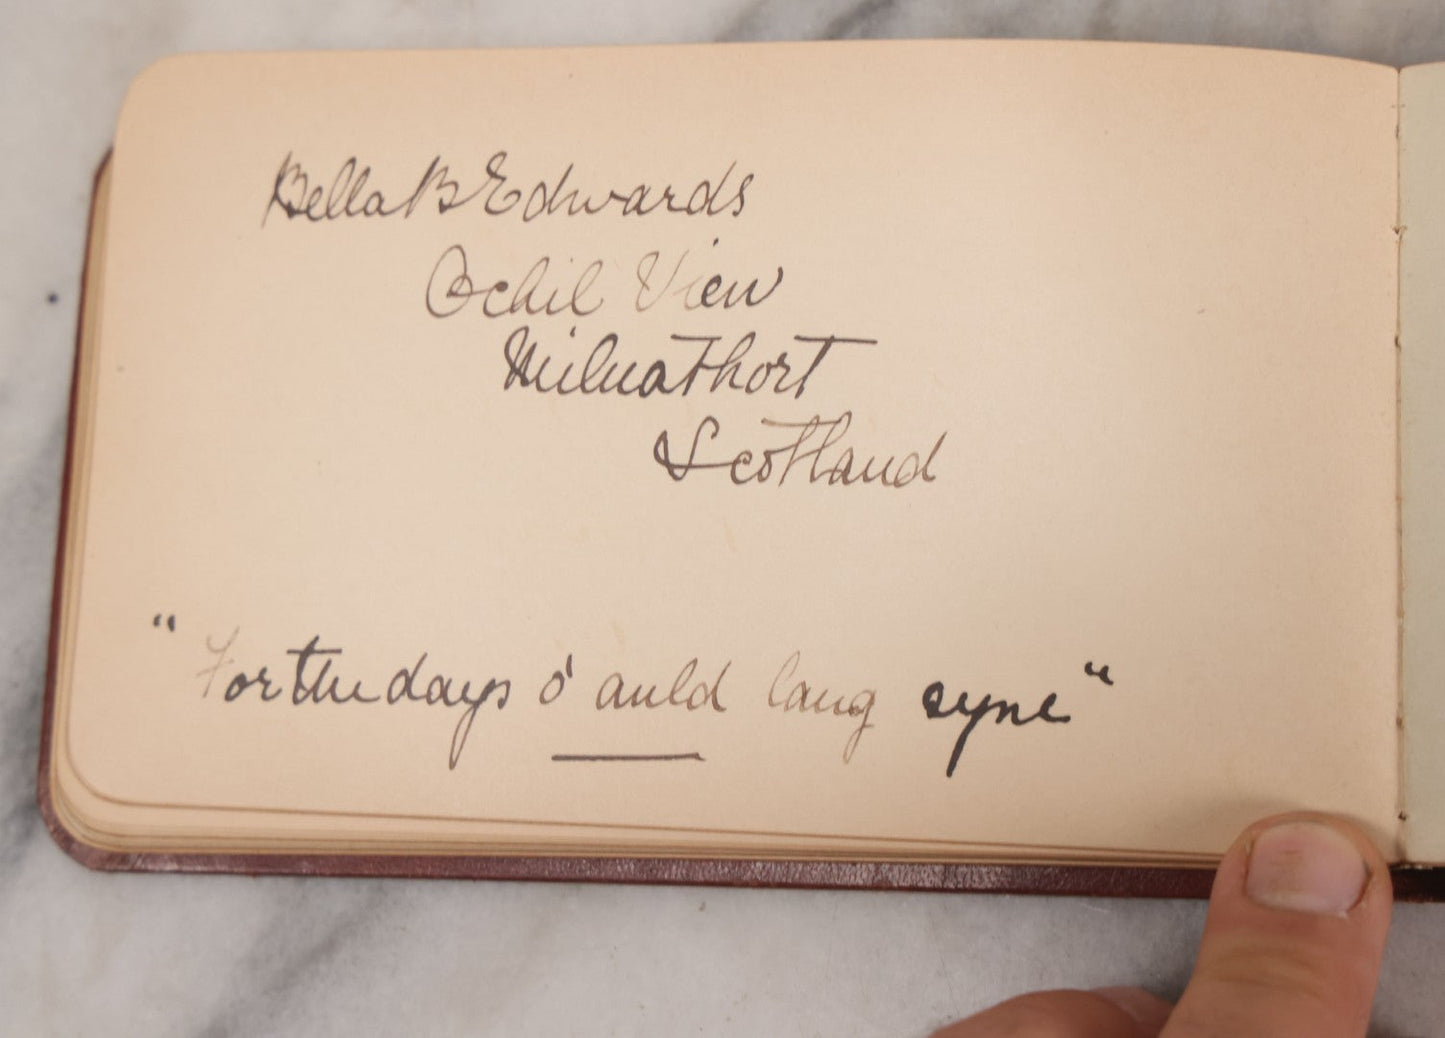 Bella B Edwards
Ochil View
Milnathort
Scotland
"For the days o' auld lang syne"